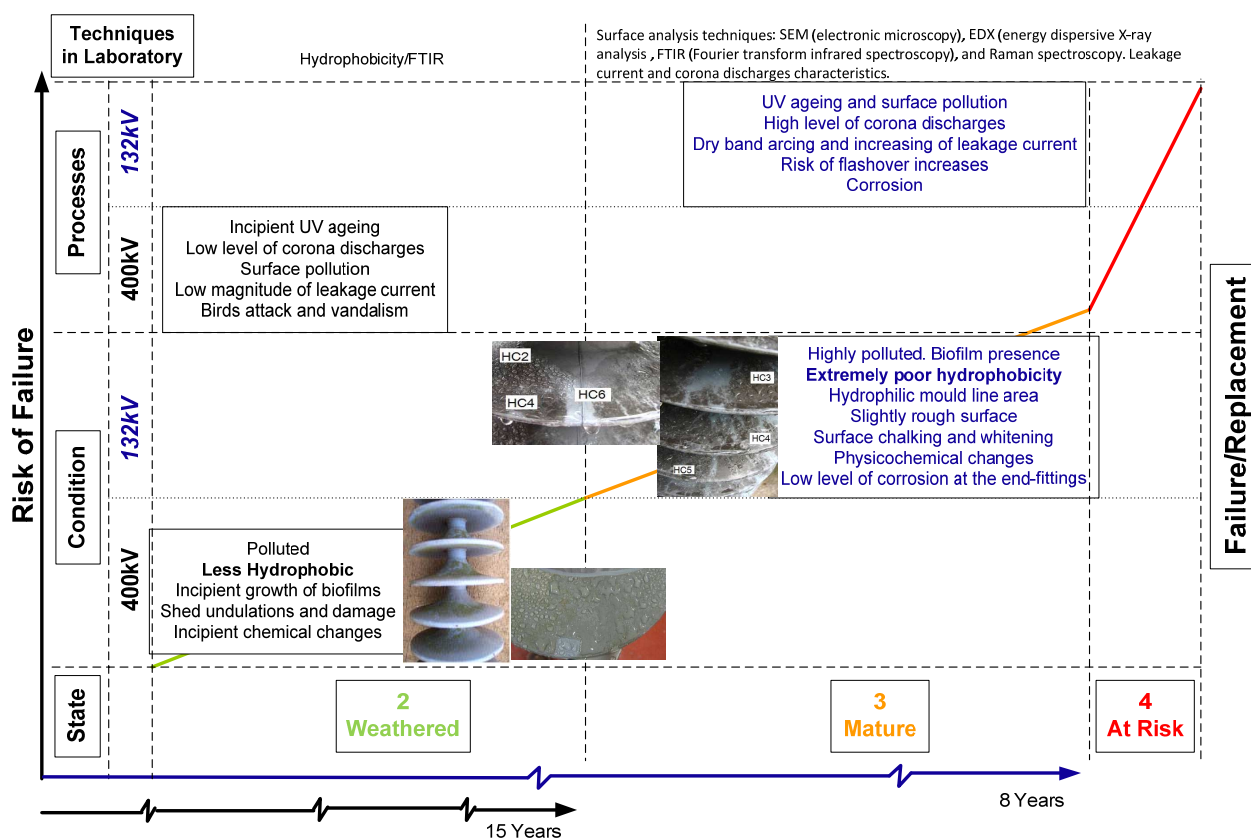 Techniques
in Laboratory
Hydrophobicity/FTIR
Surface analysis techniques: SEM (electronic microscopy), EDX (energy dispersive X-ray
analysis , FTIR (Fourier transform infrared spectroscopy), and Raman spectroscopy. Leakage
current and corona discharges characteristics.
Risk of Failure
Processes
132kV
UV ageing and surface pollution
High level of corona discharges
Dry band arcing and increasing of leakage current
Risk of flashover increases
Corrosion
400kV
Incipient UV ageing
Low level of corona discharges
Surface pollution
Low magnitude of leakage current
Birds attack and vandalism
Condition
132kV
HC2
HC4
HC6
HC3
HC4
HC5
Highly polluted. Biofilm presence
Extremely poor hydrophobicity
Hydrophilic mould line area
Slightly rough surface
Surface chalking and whitening
Physicochemical changes
Low level of corrosion at the end-fittings
400kV
Polluted
Less Hydrophobic
Incipient growth of biofilms
Shed undulations and damage
Incipient chemical changes
Failure/Replacement
State
2
Weathered
3
Mature
4
At Risk
8 Years
15 Years